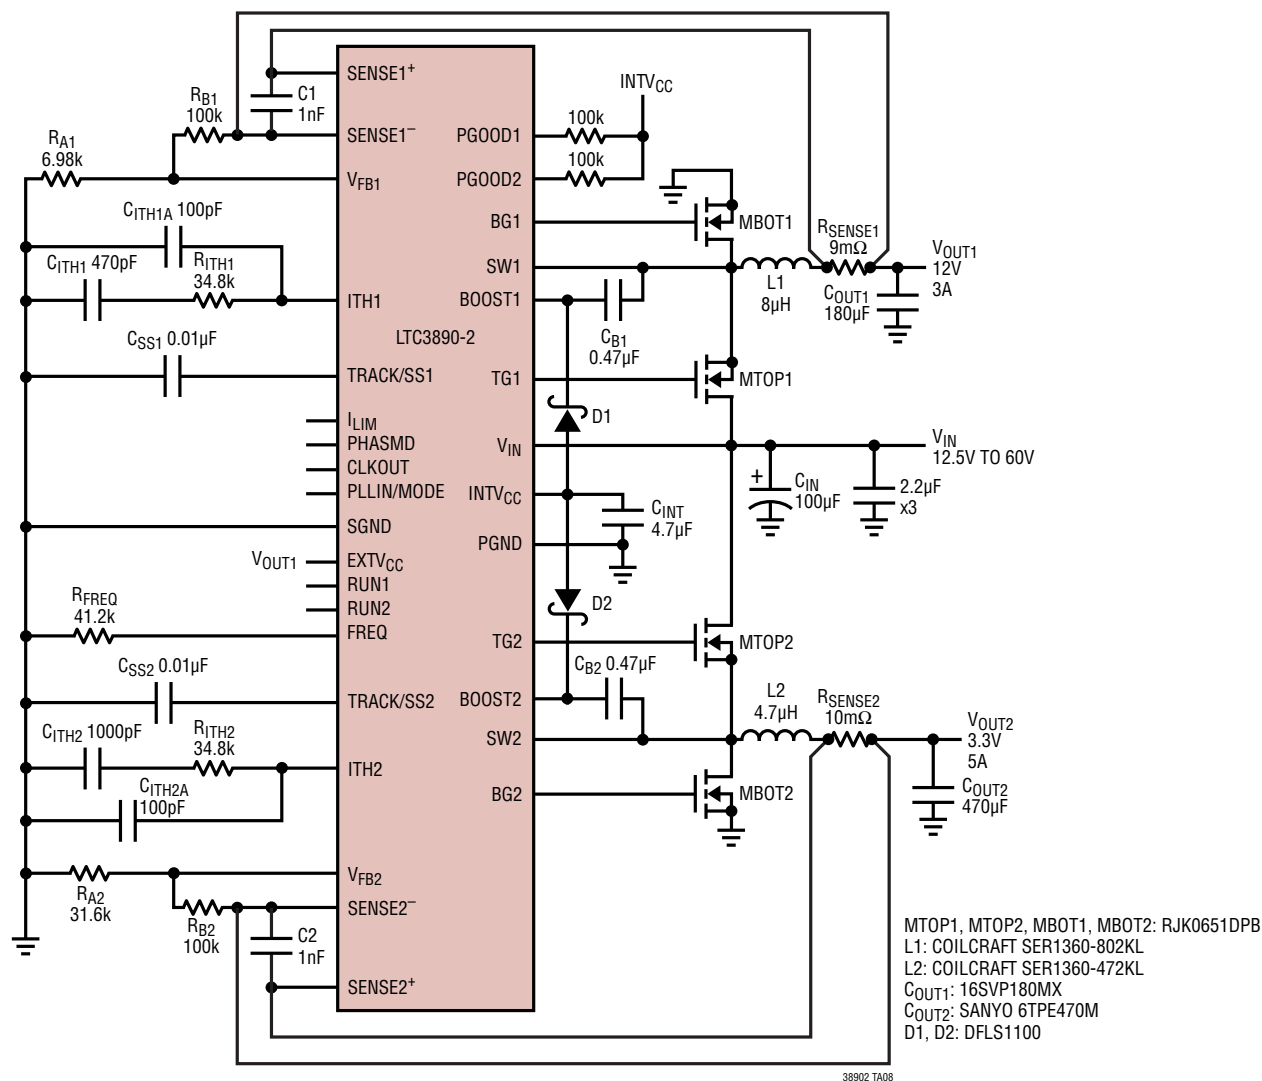 SENSE1+
C1
1nF
RB1
100k
SENSE1–
RA1
6.98k
VFB1
CITH1A 100pF
CITH1 470pF
RITH1
34.8k
ITH1
CSS1 0.01µF
TRACK/SS1
ILIM
PHASMD
CLKOUT
PLLIN/MODE
SGND
VOUT1
EXTVCC
RUN1
RUN2
RFREQ
41.2k
FREQ
CSS2 0.01µF
TRACK/SS2
CITH2 1000pF
RITH2
34.8k
ITH2
CITH2A
100pF
VFB2
RA2
31.6k
RB2
100k
SENSE2–
C2
1nF
SENSE2+
LTC3890-2
INTVCC
100k
PGOOD1
100k
PGOOD2
BG1
MBOT1
SW1
L1
8µH
RSENSE1
9mΩ
VOUT1
12V
3A
COUT1
180µF
BOOST1
CB1
0.47µF
TG1
MTOP1
D1
VIN
VIN
12.5V TO 60V
+
CIN
100µF
2.2µF
x3
INTVCC
CINT
4.7µF
PGND
D2
TG2
MTOP2
CB2 0.47µF
BOOST2
SW2
L2
4.7µH
RSENSE2
10mΩ
VOUT2
3.3V
5A
COUT2
470µF
BG2
MBOT2
MTOP1, MTOP2, MBOT1, MBOT2: RJK0651DPB
L1: COILCRAFT SER1360-802KL
L2: COILCRAFT SER1360-472KL
COUT1: 16SVP180MX
COUT2: SANYO 6TPE470M
D1, D2: DFLS1100
38902 TA08